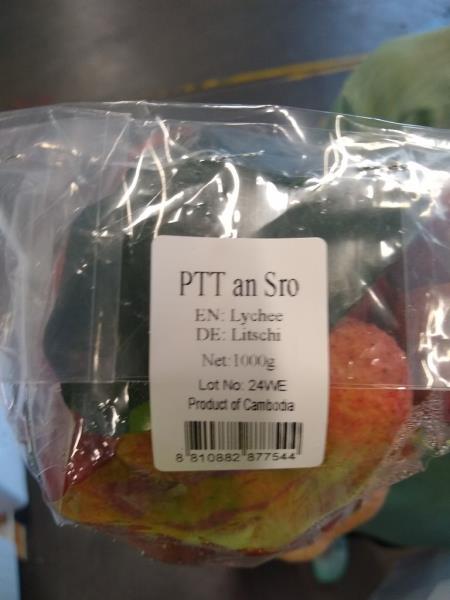 PTT an Sro
EN: Lychee
DE: Litschi
Net:1000g
Lot No: 24WE
Product of Cambodia
8 810882 877544